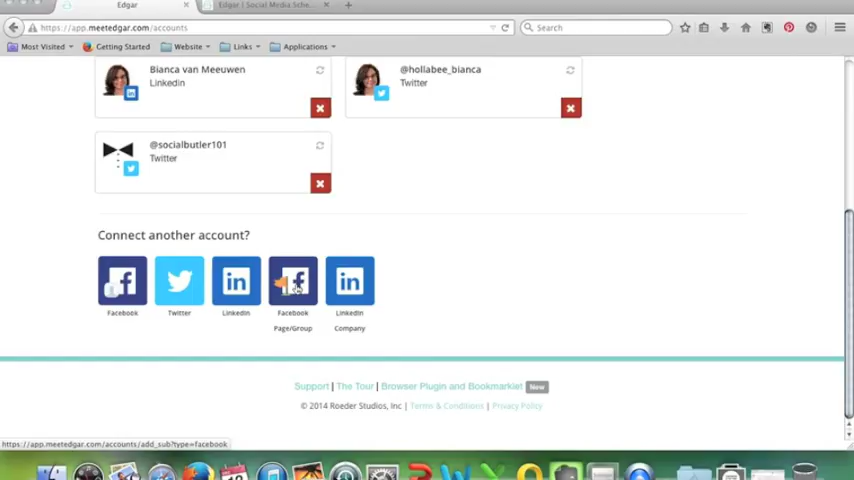 Edgar
Edgar | Social Media Sche...
https://app.meetedgar.com/accounts
Search
Most Visited
Getting Started
Website
Links
Applications
Bianca van Meeuwen
LinkedIn
@hollabee_bianca
Twitter
@socialbutler101
Twitter
Connect another account?
Facebook
Twitter
LinkedIn
Facebook
Page/Group
LinkedIn
Company
Support | The Tour | Browser Plugin and Bookmarklet New
© 2014 Roeder Studios, Inc | Terms & Conditions | Privacy Policy
https://app.meetedgar.com/accounts/add_sub?type=facebook